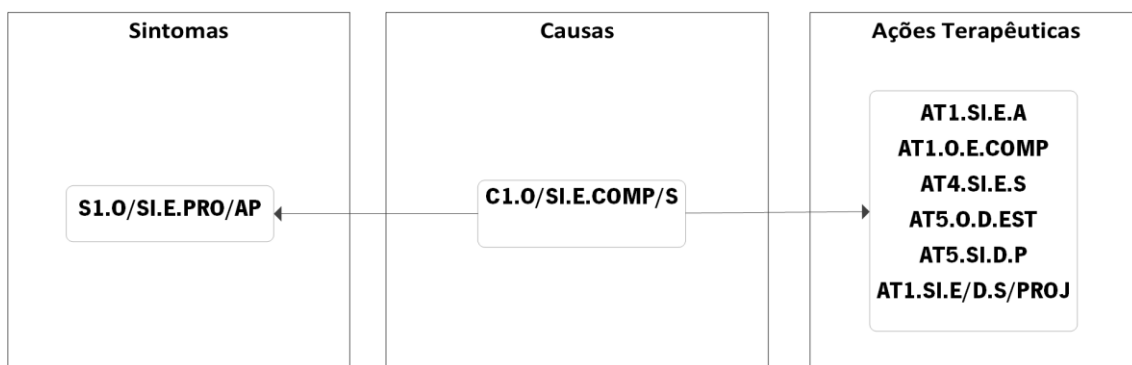 Sintomas
Causas
Ações Terapêuticas
S1.O/SI.E.PRO/AP
C1.O/SI.E.COMP/S
AT1.SI.E.A
AT1.O.E.COMP
AT4.SI.E.S
AT5.O.D.EST
AT5.SI.D.P
AT1.SI.E/D.S/PROJ